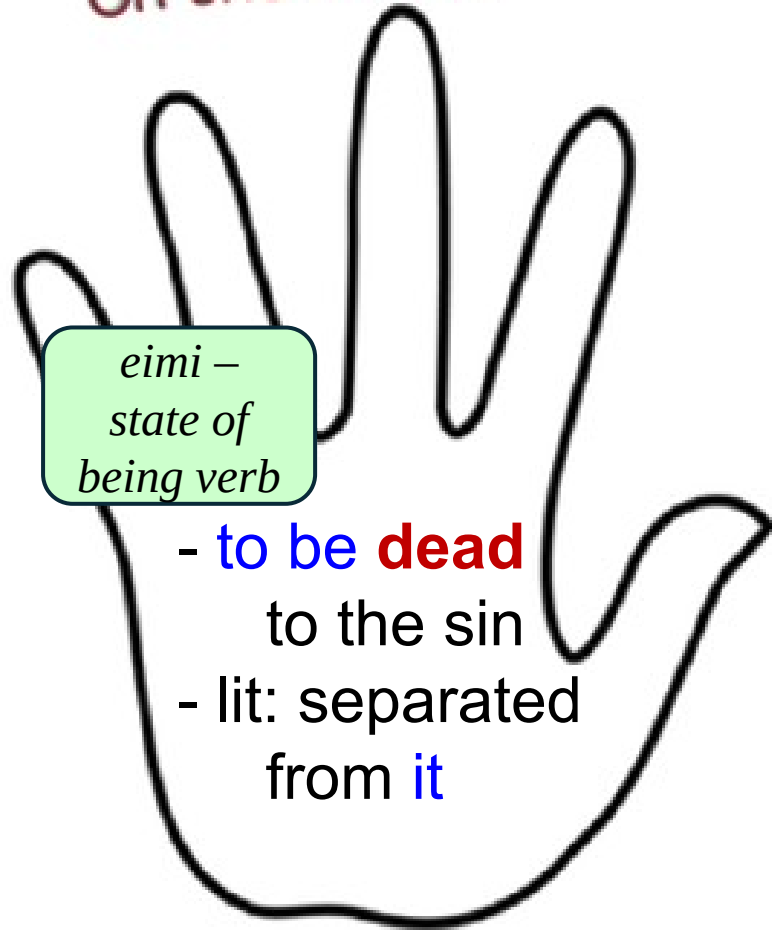 eimi –
state of
being verb
- to be dead
to the sin
- lit: separated
from it